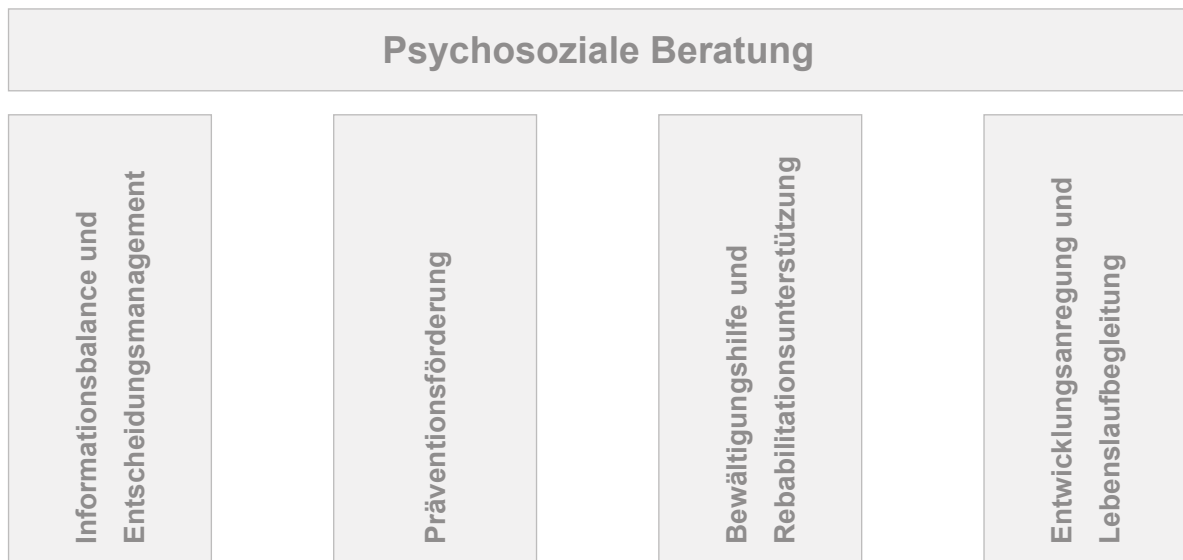 Psychosoziale Beratung
Informationsbalance und
Entscheidungsmanagement
Präventionsförderung
Bewältigungshilfe und
Rebabilitationsunterstützung
Entwicklungsanregung und
Lebenslaufbegleitung